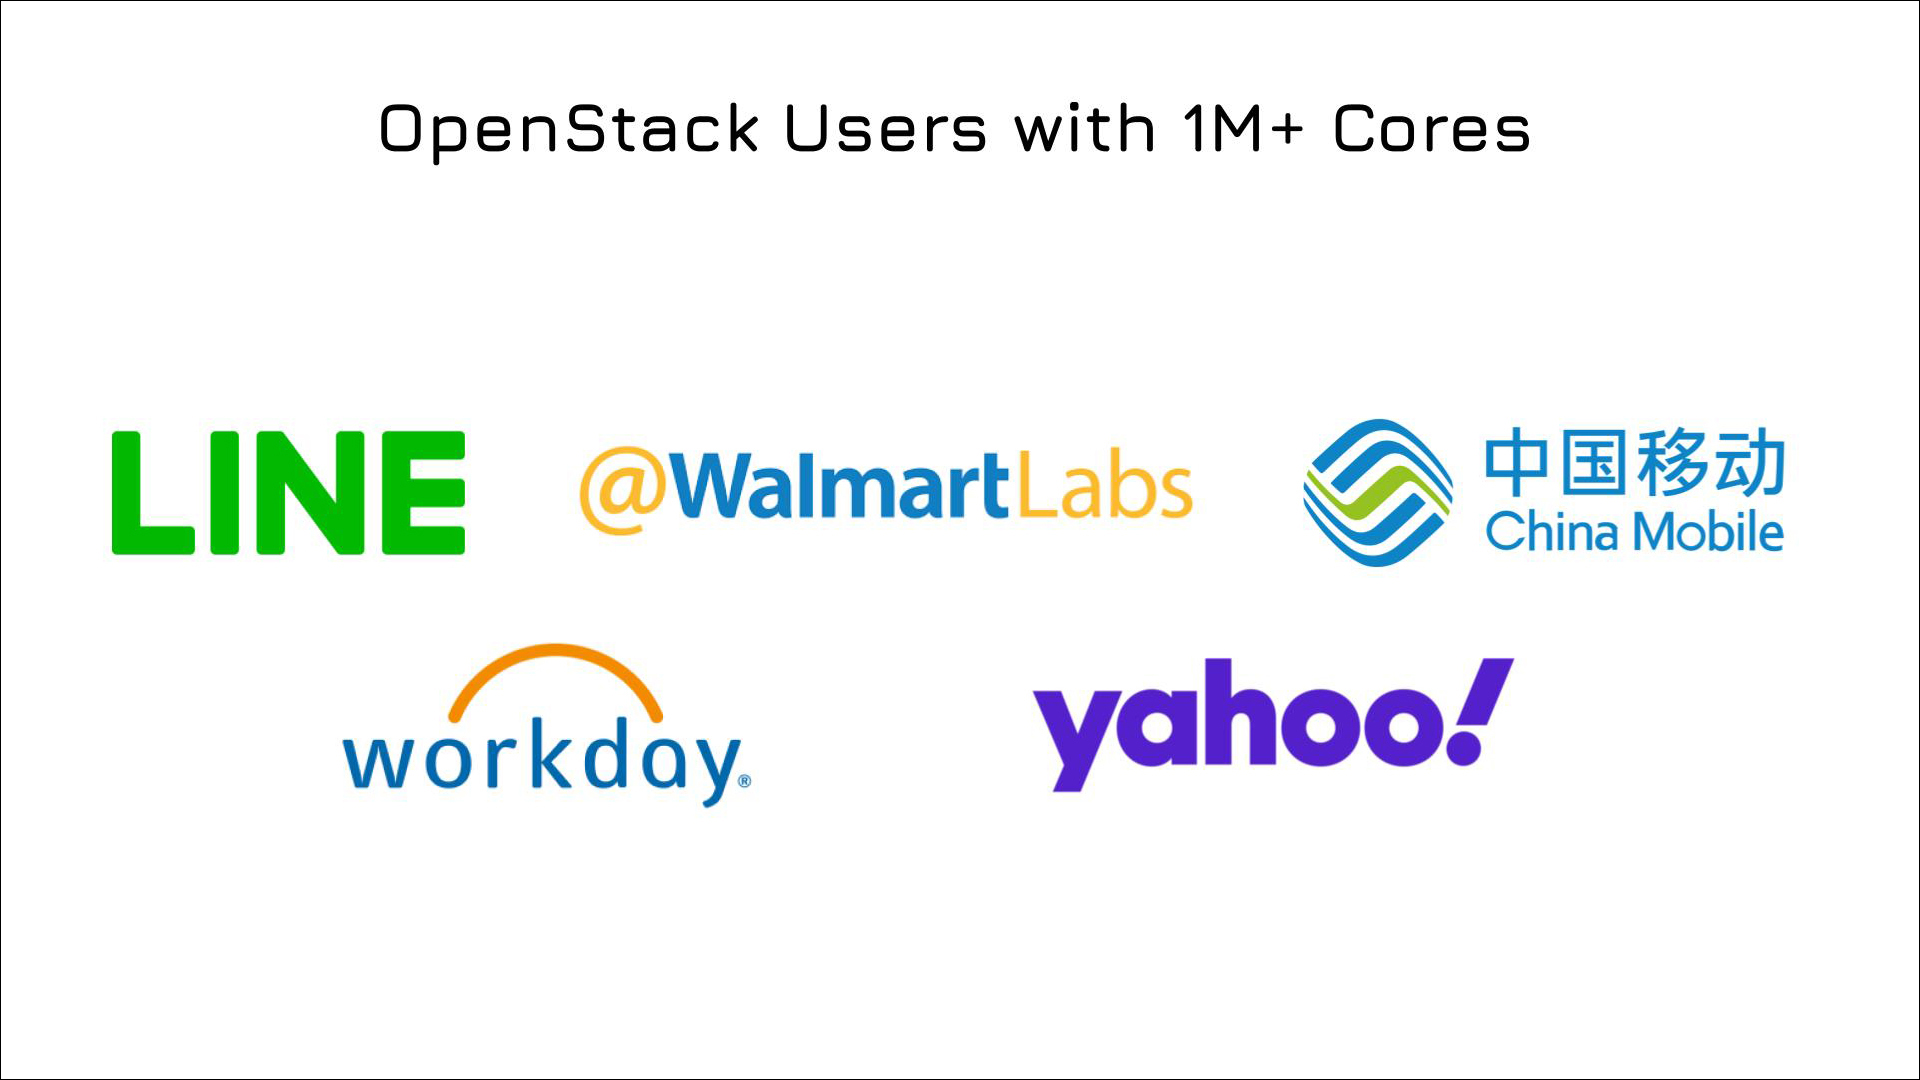 OpenStack Users with 1M+ Cores
LINE
@WalmartLabs
中国移动
China Mobile
workday®
yahoo!